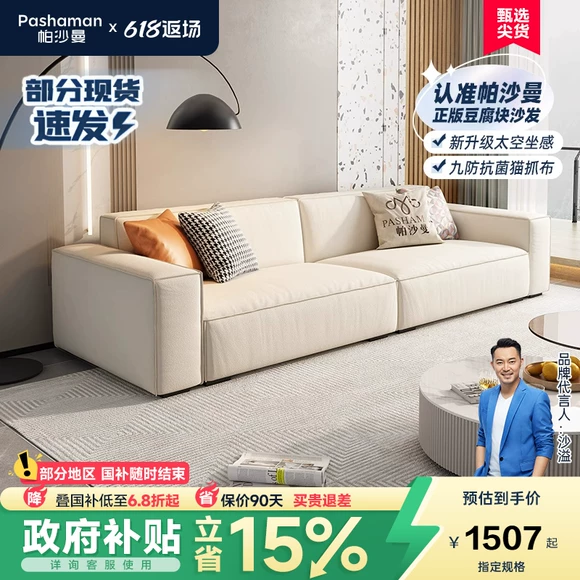 Pashaman
帕沙曼
x 618返场
甄选
尖货
部分现货
速发
认准帕沙曼
正版豆腐块沙发
新升级太空坐感
九防抗菌猫抓布
PASHAMAN
帕沙曼
品牌代言人：沙溢
部分地区 国补随时结束
降 叠国补低至6.8折起
省 保价90天 买贵退差
政府补贴
详询客服使用
立省15%
预估到手价
¥1507起
指定规格